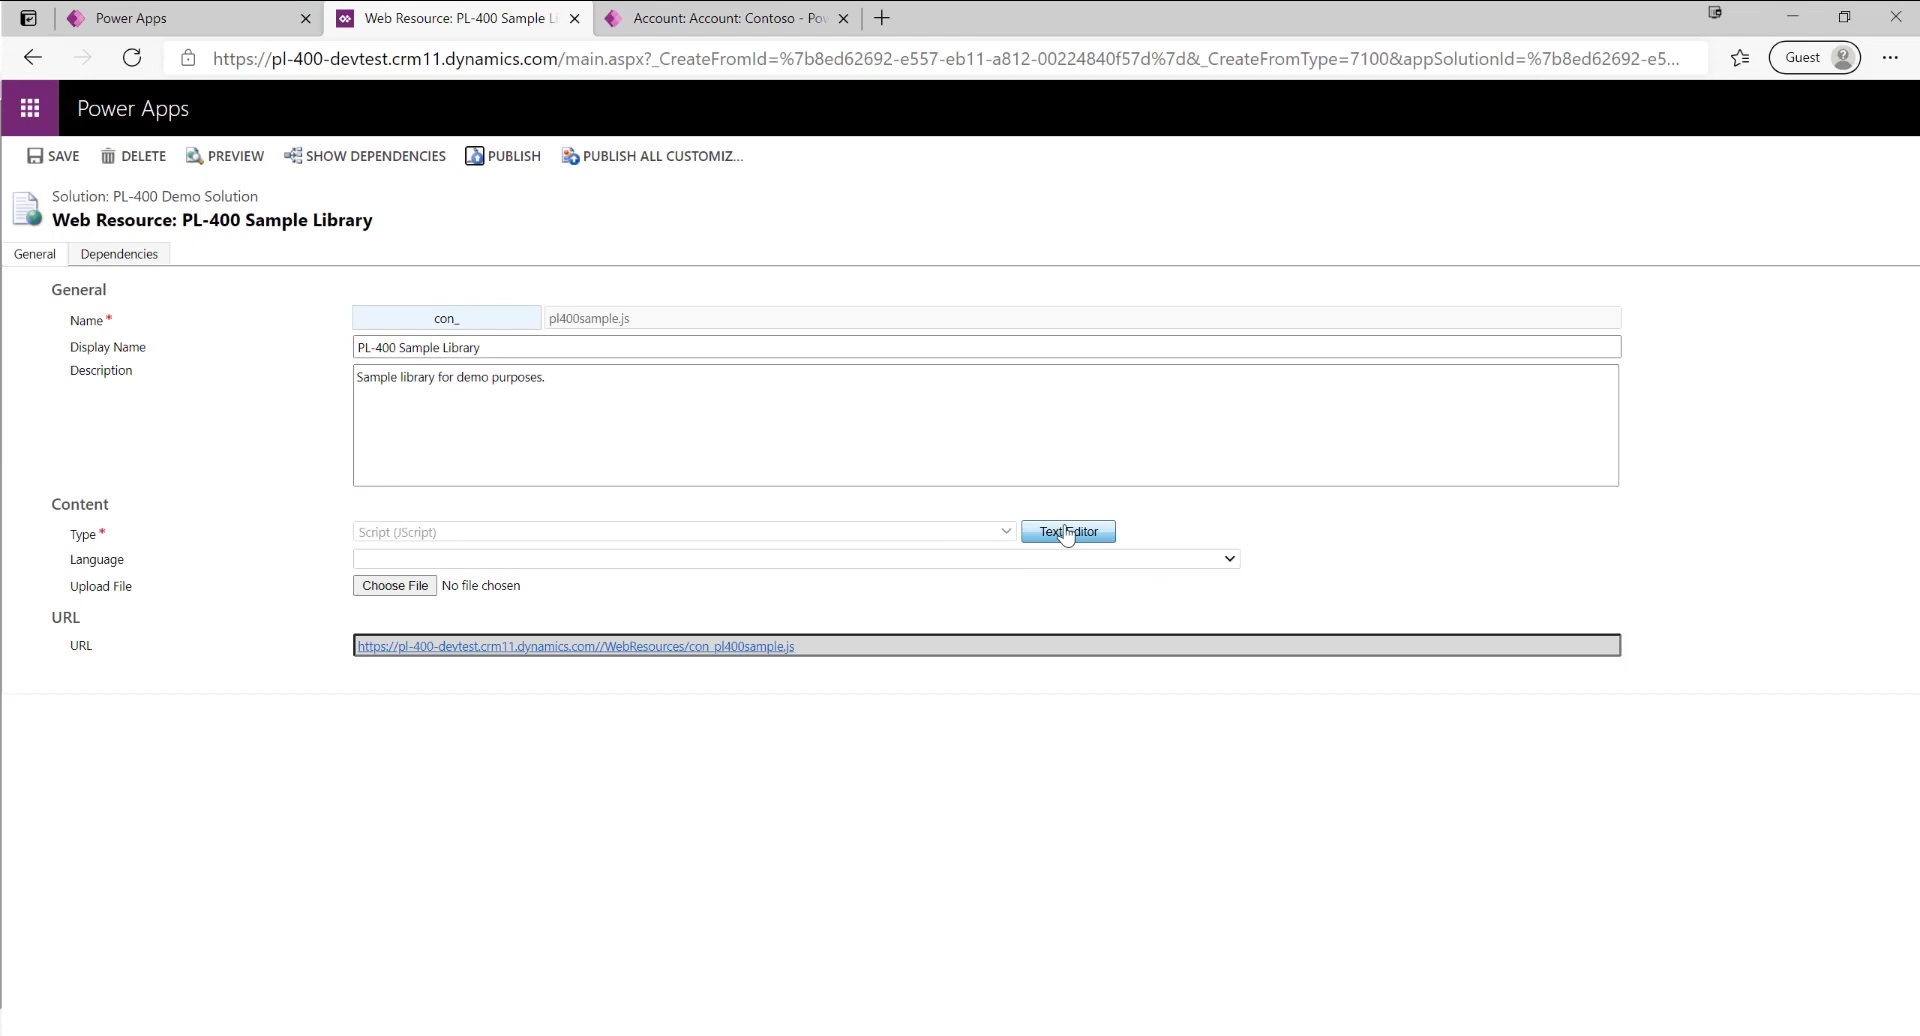 Power Apps
Web Resource: PL-400 Sample Li
Account: Account: Contoso - Pow
https://pl-400-devtest.crm11.dynamics.com/main.aspx?_CreateFromId=%7b8ed62692-e557-eb11-a812-00224840f57d%7d&_CreateFromType=7100&appSolutionId=%7b8ed62692-e5...
Guest
Power Apps
SAVE DELETE PREVIEW SHOW DEPENDENCIES PUBLISH PUBLISH ALL CUSTOMIZ...
Solution: PL-400 Demo Solution
Web Resource: PL-400 Sample Library
General Dependencies
General
Name * con_ pl400sample.js
Display Name PL-400 Sample Library
Description Sample library for demo purposes.
Content
Type * Script (JScript) Text Editor
Language
Upload File Choose File No file chosen
URL
URL https://pl-400-devtest.crm11.dynamics.com//WebResources/con_pl400sample.js